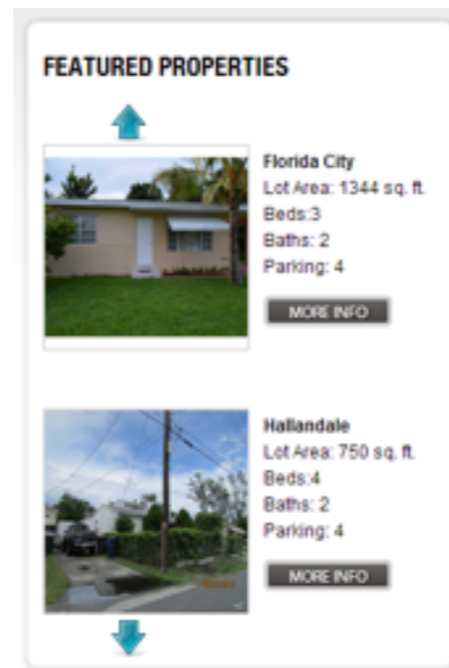 FEATURED PROPERTIES
Florida City
Lot Area: 1344 sq. ft.
Beds:3
Baths: 2
Parking: 4
MORE INFO
Hallandale
Lot Area: 750 sq. ft.
Beds:4
Baths: 2
Parking: 4
MORE INFO